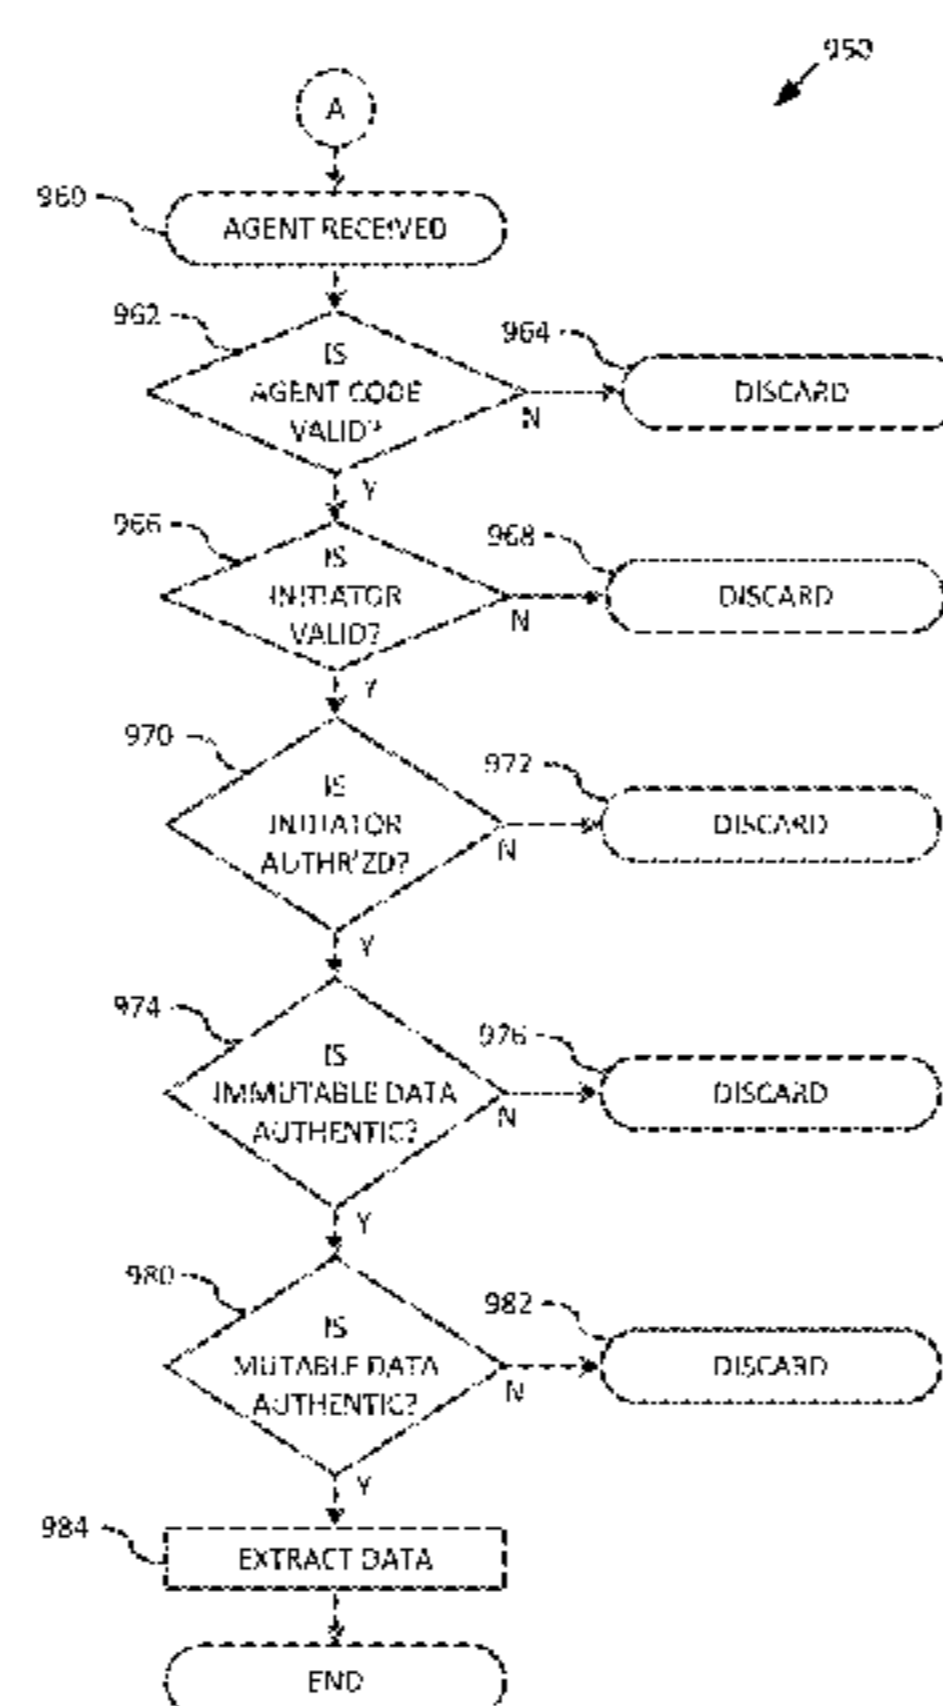 950
A
960
AGENT RECEIVED
962
IS
AGENT CODE
VALID?
964
DISCARD
N
Y
966
IS
INITIATOR
VALID?
968
DISCARD
N
Y
970
IS
INITIATOR
AUTHR'ZD?
972
DISCARD
N
Y
974
IS
IMMUTABLE DATA
AUTHENTIC?
976
DISCARD
N
Y
980
IS
MUTABLE DATA
AUTHENTIC?
982
DISCARD
N
Y
984
EXTRACT DATA
END